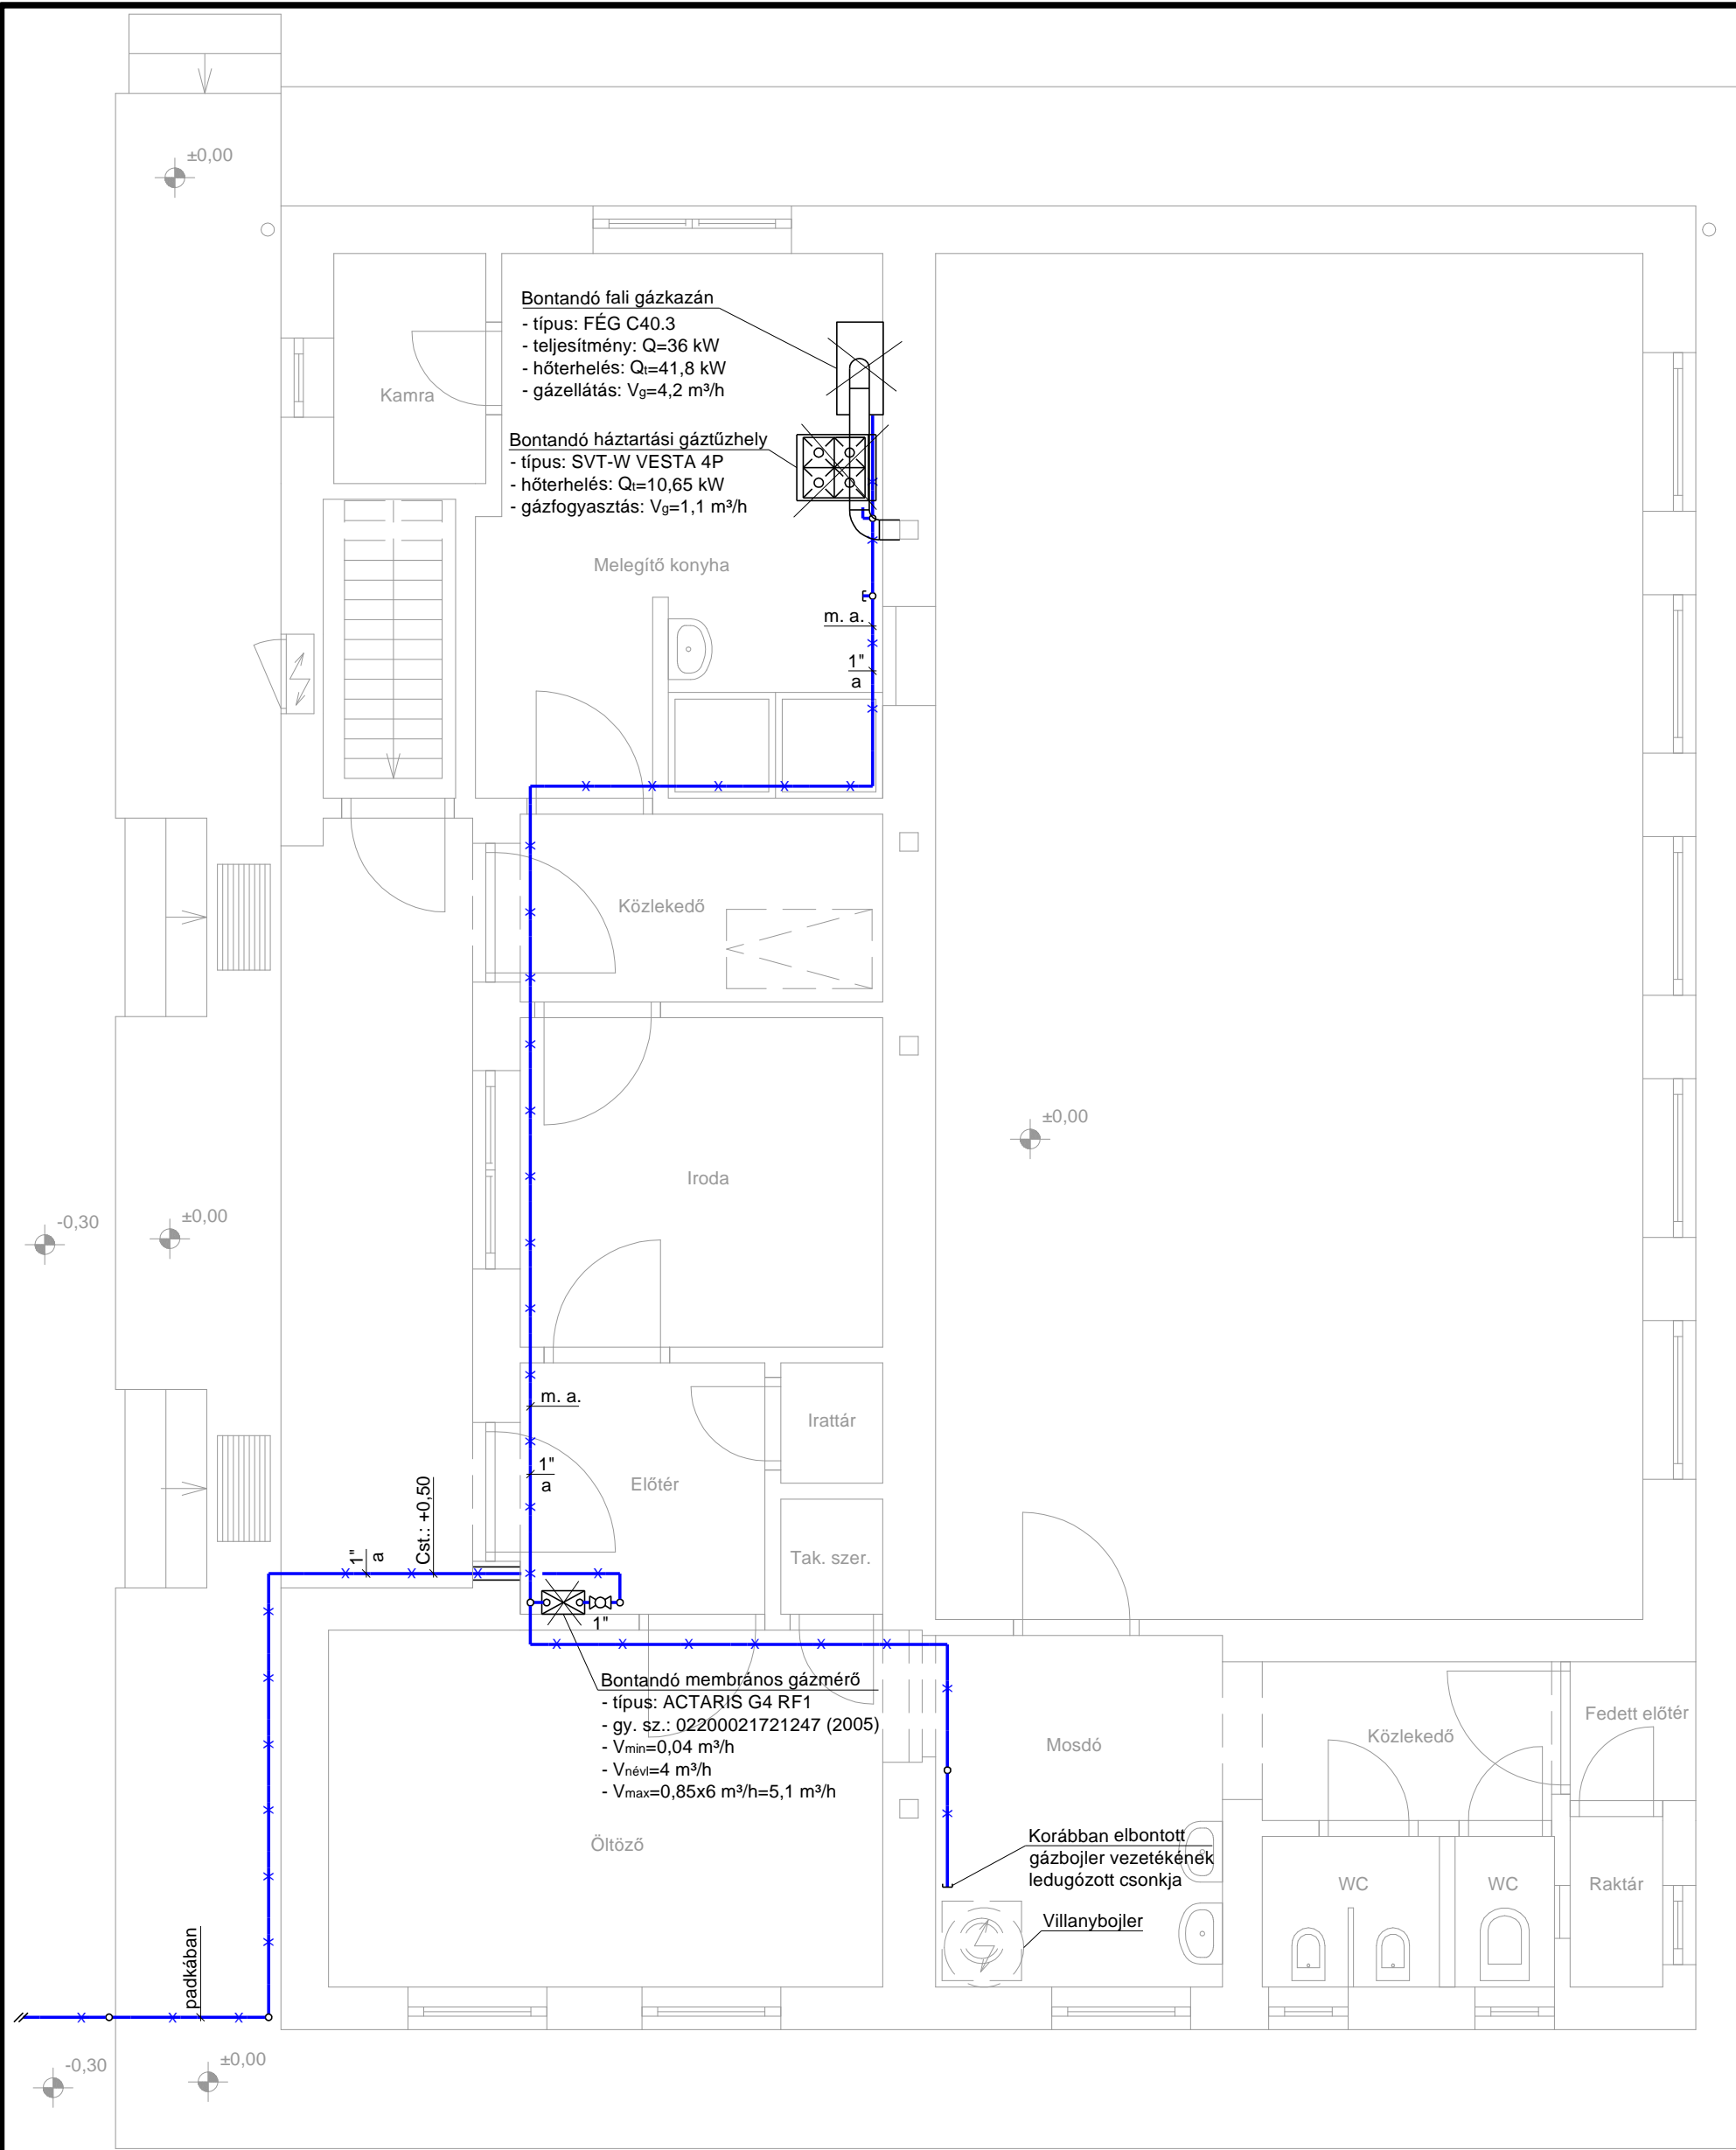 ±0,00
Bontandó fali gázkazán
- típus: FÉG C40.3
- teljesítmény: Q=36 kW
- hőterhelés: Qt=41,8 kW
- gázellátás: Vg=4,2 m³/h
Kamra
Bontandó háztartási gáztűzhely
- típus: SVT-W VESTA 4P
- hőterhelés: Qt=10,65 kW
- gázfogyasztás: Vg=1,1 m³/h
Melegítő konyha
m. a.
1"
a
Közlekedő
±0,00
Iroda
-0,30
±0,00
m. a.
Irattár
1"
a
Előtér
Cst.: +0,50
1"
a
Tak. szer.
1"
Bontandó membrános gázmérő
- típus: ACTARIS G4 RF1
- gy. sz.: 02200021721247 (2005)
- Vmin=0,04 m³/h
- Vnévl=4 m³/h
- Vmax=0,85x6 m³/h=5,1 m³/h
Mosdó
Közlekedő
Fedett előtér
Öltöző
Korábban elbontott
gázbojler vezetékének
ledugózott csonkja
WC
WC
Raktár
Villanybojler
padkában
-0,30
±0,00